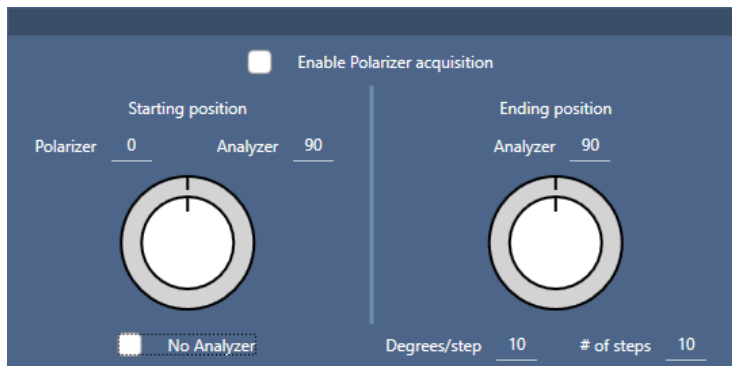 Enable Polarizer acquisition
Starting position
Polarizer 0 Analyzer 90
No Analyzer
Ending position
Analyzer 90
Degrees/step 10 # of steps 10